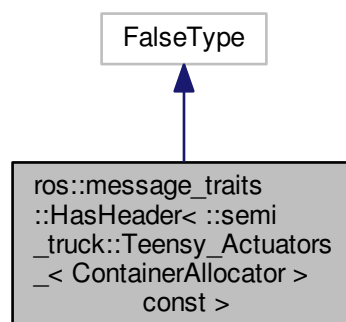 FalseType
ros::message_traits
::HasHeader< ::semi
_truck::Teensy_Actuators
_< ContainerAllocator >
const >